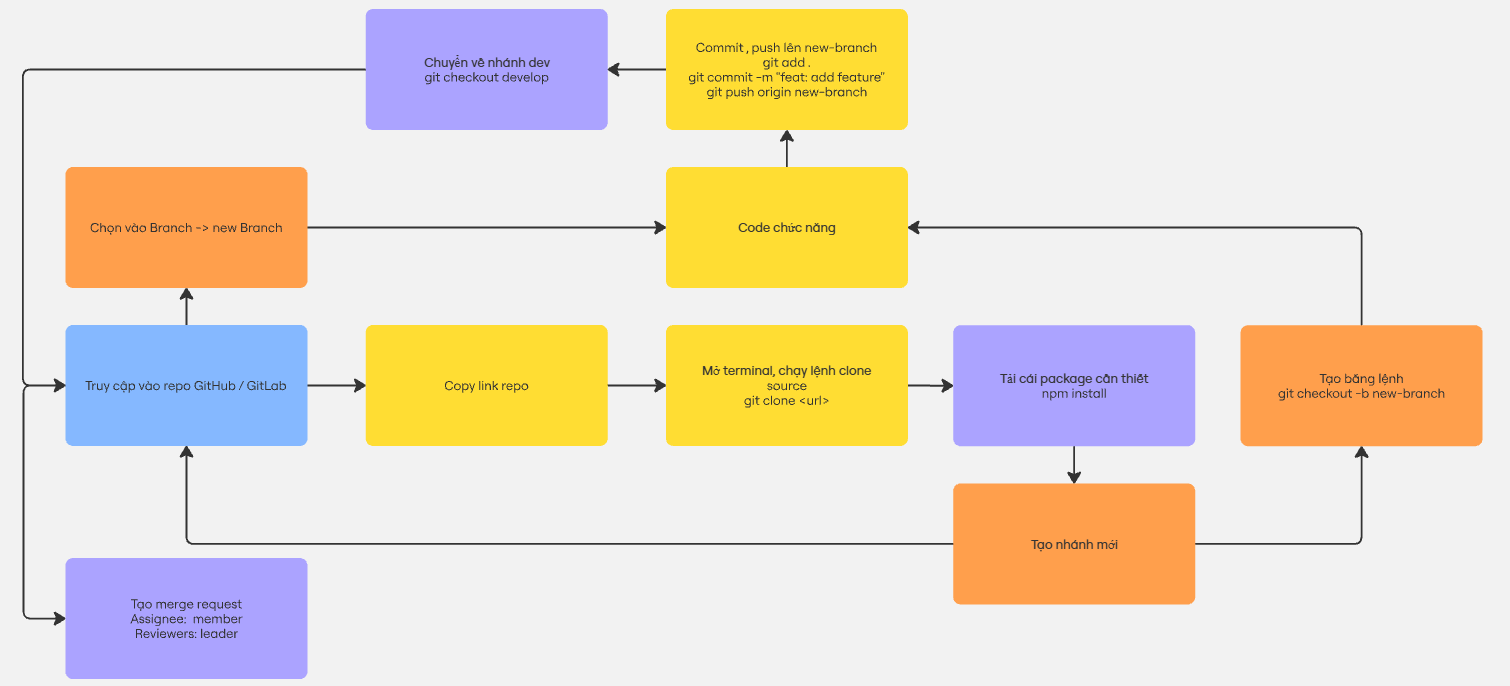 Chuyển về nhánh dev
git checkout develop
Commit , push lên new-branch
git add .
git commit -m "feat: add feature"
git push origin new-branch
Chọn vào Branch -> new Branch
Code chức năng
Truy cập vào repo GitHub / GitLab
Copy link repo
Mở terminal, chạy lệnh clone
source
git clone <url>
Tải cái package cần thiết
npm install
Tạo bằng lệnh
git checkout -b new-branch
Tạo nhánh mới
Tạo merge request
Assignee:  member
Reviewers: leader